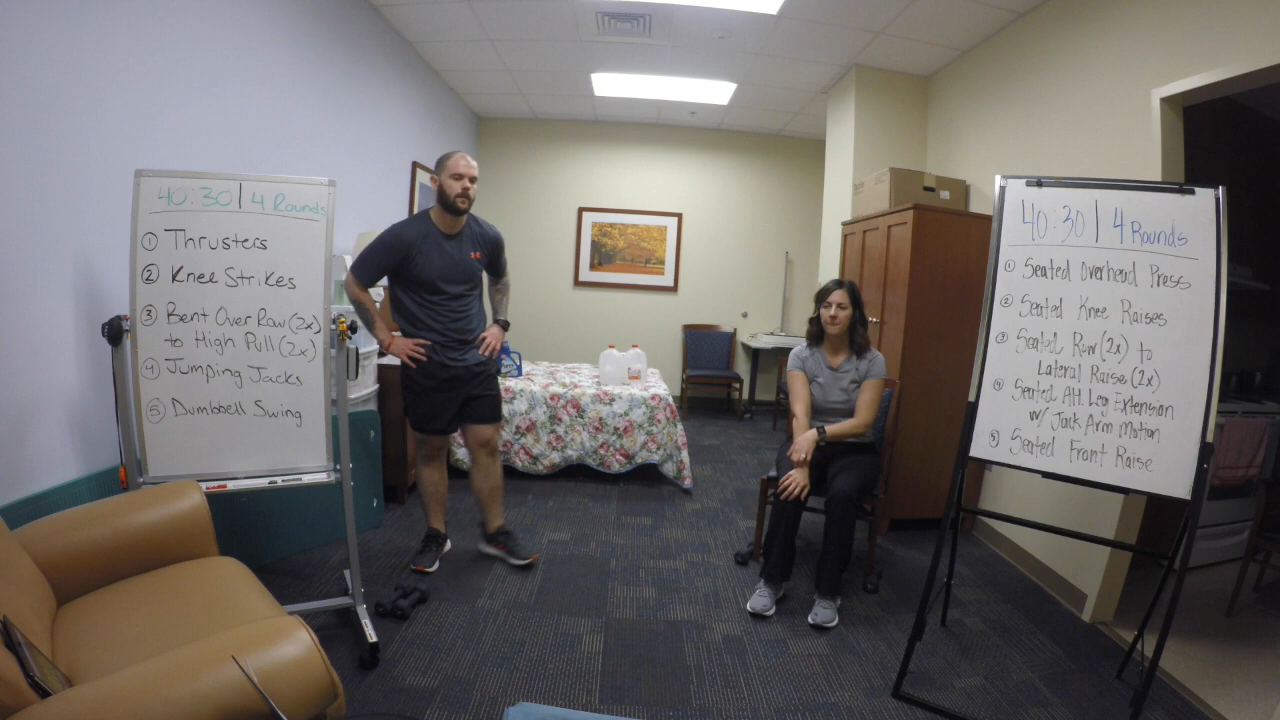 40:30 | 4 Rounds
① Thrusters
② Knee Strikes
③ Bent Over Row (2x)
to High Pull (2x)
④ Jumping Jacks
⑤ Dumbbell Swing
40:30 | 4 Rounds
① Seated Overhead Press
② Seated Knee Raises
③ Seated Row (2x) to
Lateral Raise (2x)
④ Seated Alt. Leg Extension
w/ Jack Arm Motion
⑤ Seated Front Raise